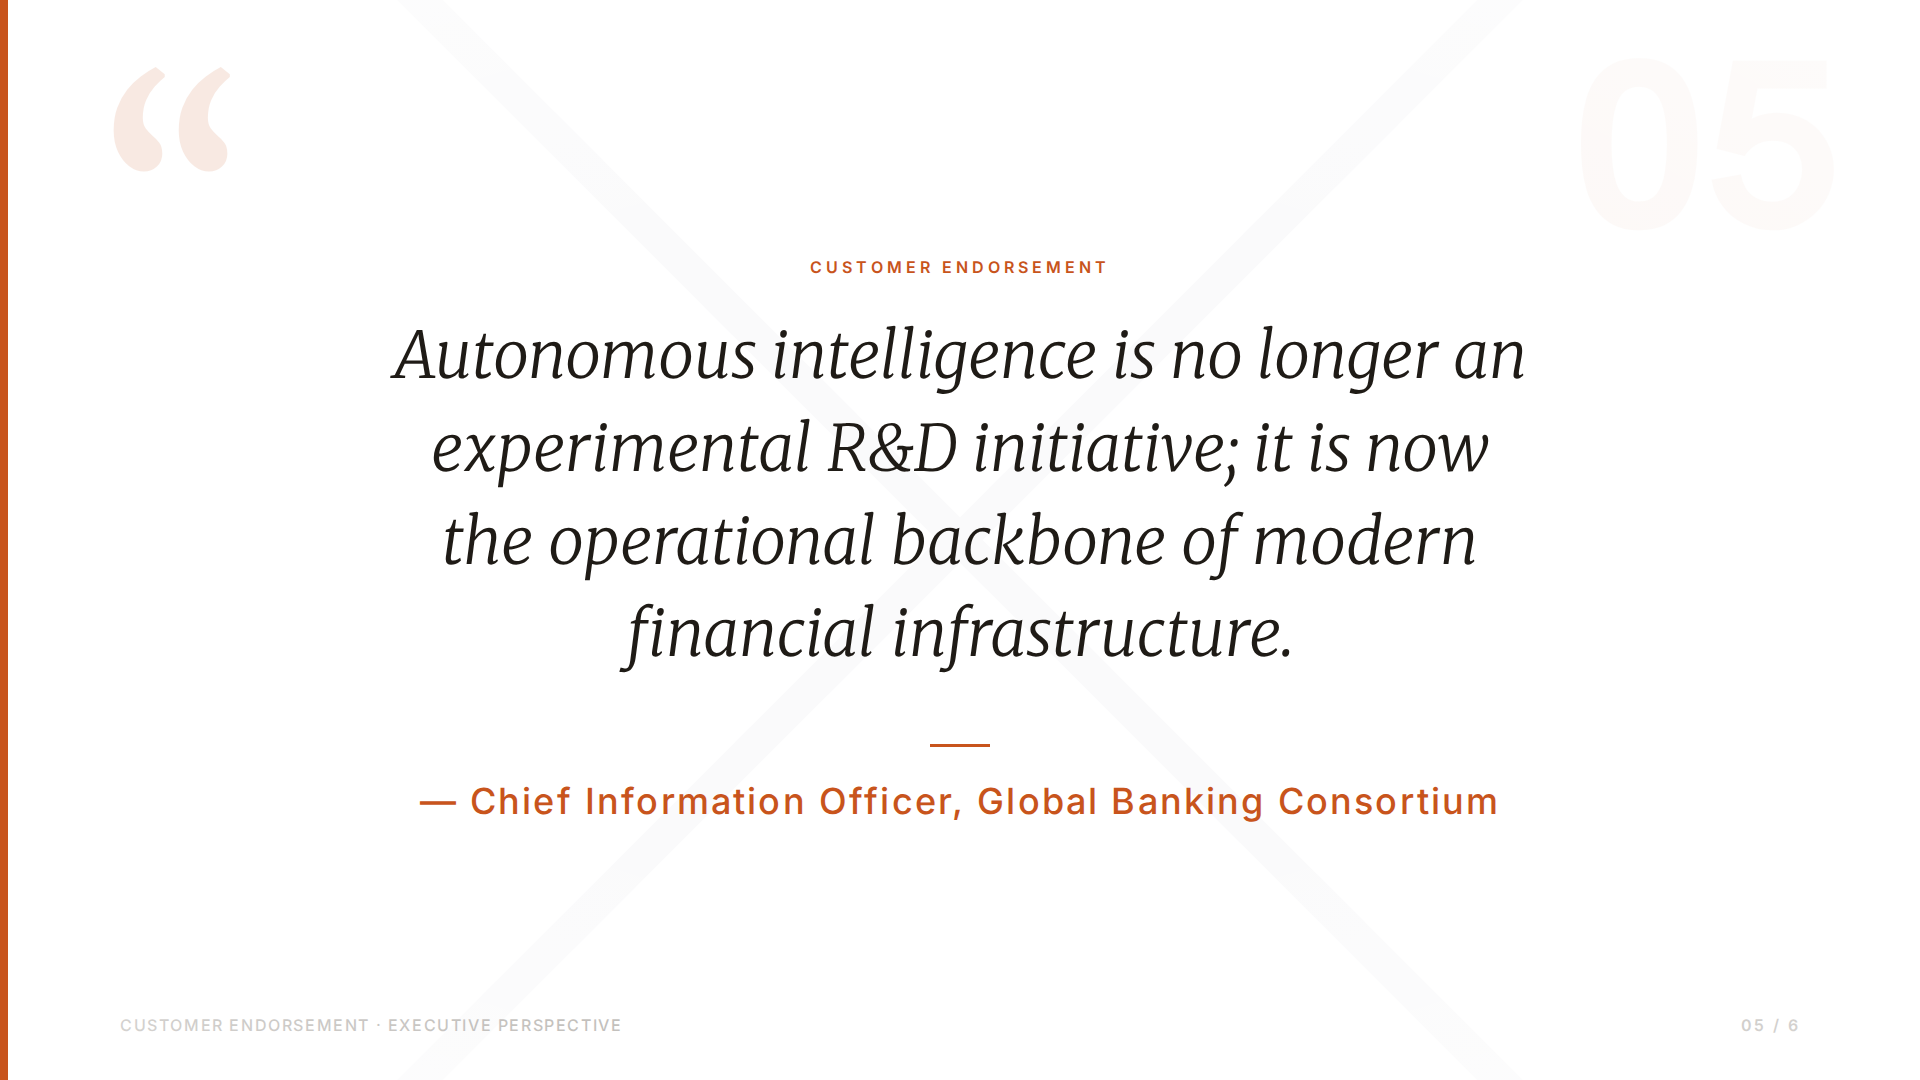 “
05
CUSTOMER ENDORSEMENT
Autonomous intelligence is no longer an
experimental R&D initiative; it is now
the operational backbone of modern
financial infrastructure.
— Chief Information Officer, Global Banking Consortium
CUSTOMER ENDORSEMENT · EXECUTIVE PERSPECTIVE
05 / 6